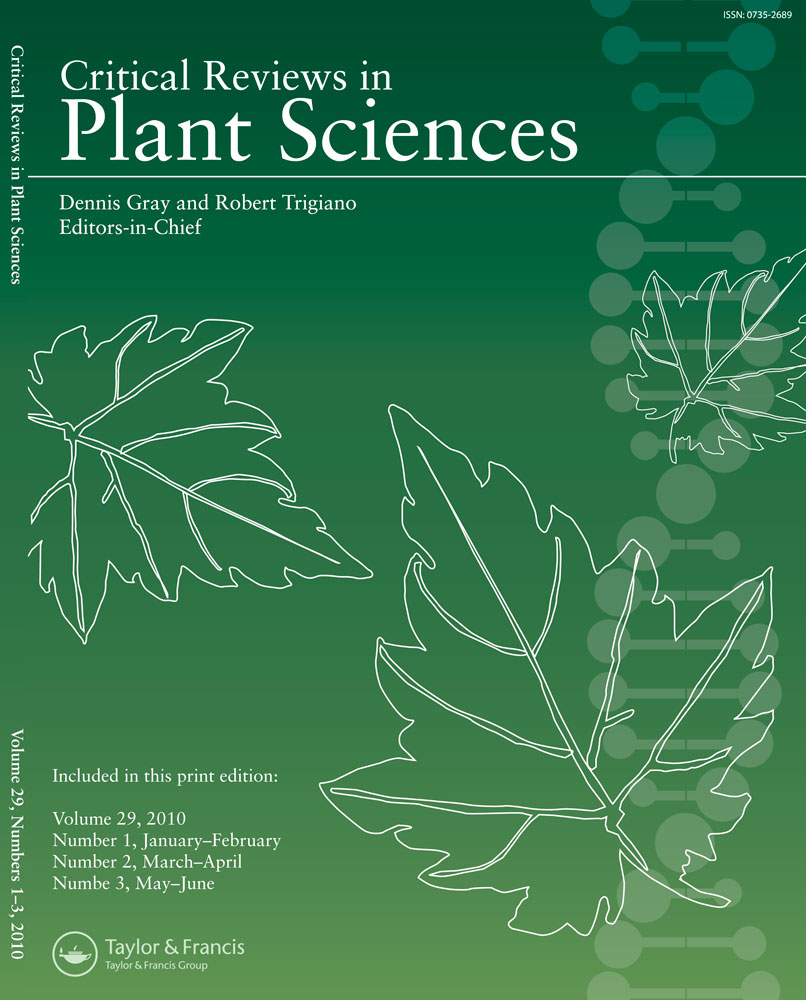 ISSN: 0735-2689
Critical Reviews in
Plant Sciences
Dennis Gray and Robert Trigiano
Editors-in-Chief
Critical Reviews in Plant Sciences
Included in this print edition:
Volume 29, 2010
Number 1, January–February
Number 2, March–April
Numbe 3, May–June
Volume 29, Numbers 1–3, 2010
Taylor & Francis
Taylor & Francis Group